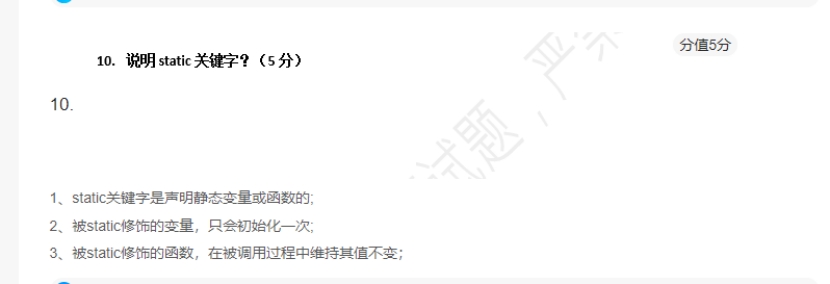 分值5分
10. 说明 static 关键字？（5 分）
10.
试题，严禁
1、static关键字是声明静态变量或函数的;
2、被static修饰的变量，只会初始化一次;
3、被static修饰的函数，在被调用过程中维持其值不变；